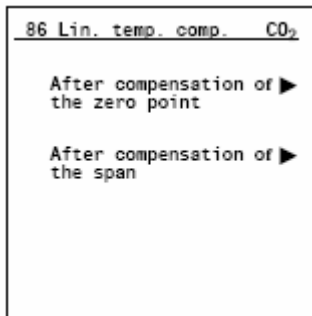 86 Lin. temp. comp. CO₂
After compensation of ▶
the zero point
After compensation of ▶
the span